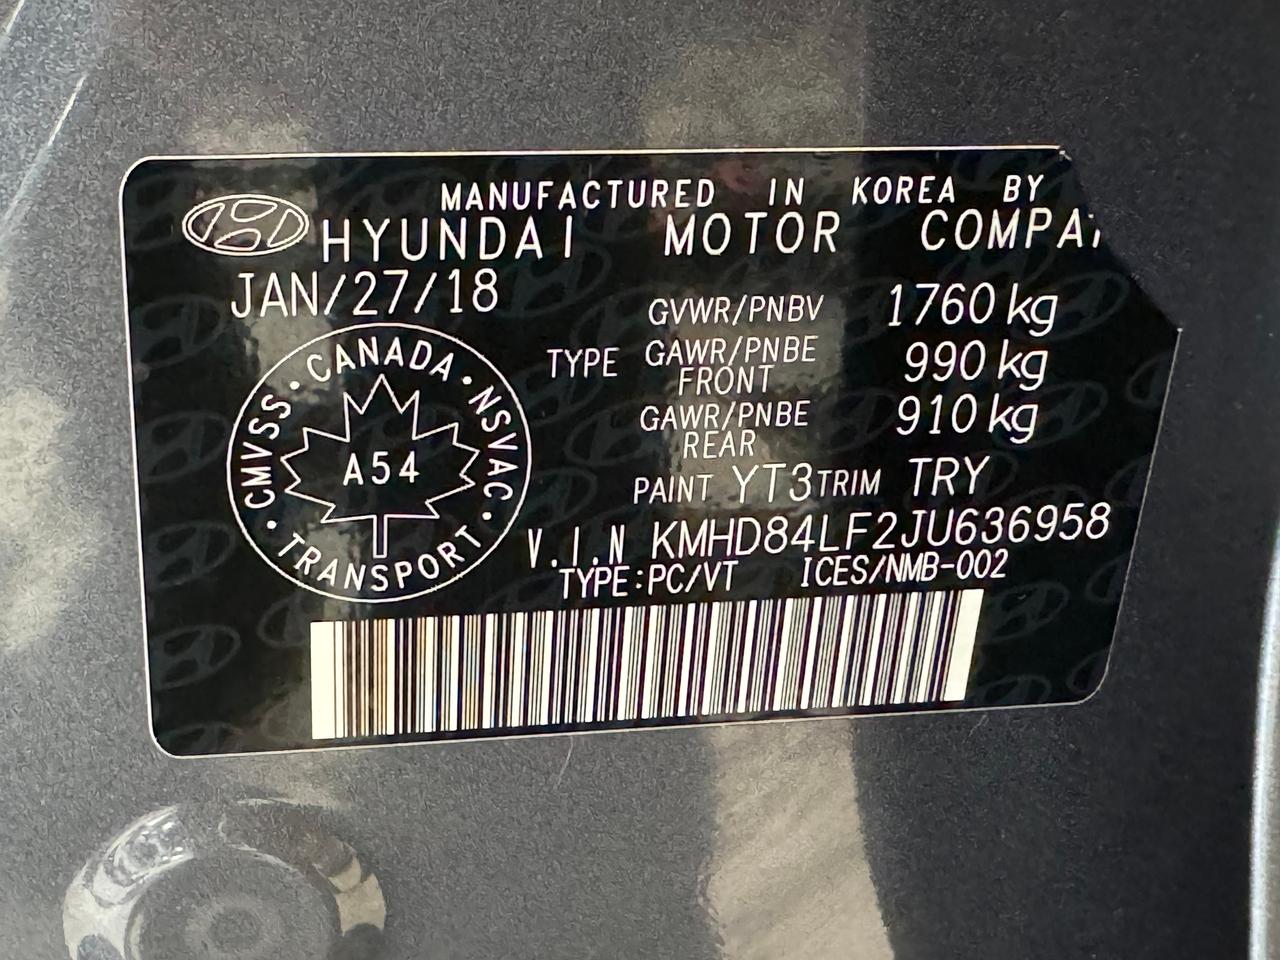 MANUFACTURED IN KOREA BY
HYUNDAI MOTOR
JAN/27/18
GVWR/PNBV 1760 kg
TYPE GAWR/PNBE FRONT 990 kg
GAWR/PNBE REAR 910 kg
PAINT YT3 TRIM TRY
V.I.N KMHD84LF2JU636958
TYPE:PC/VT ICES/NMB-002
CANADA · NSVAC · TRANSPORT · CMVSS ·
A54